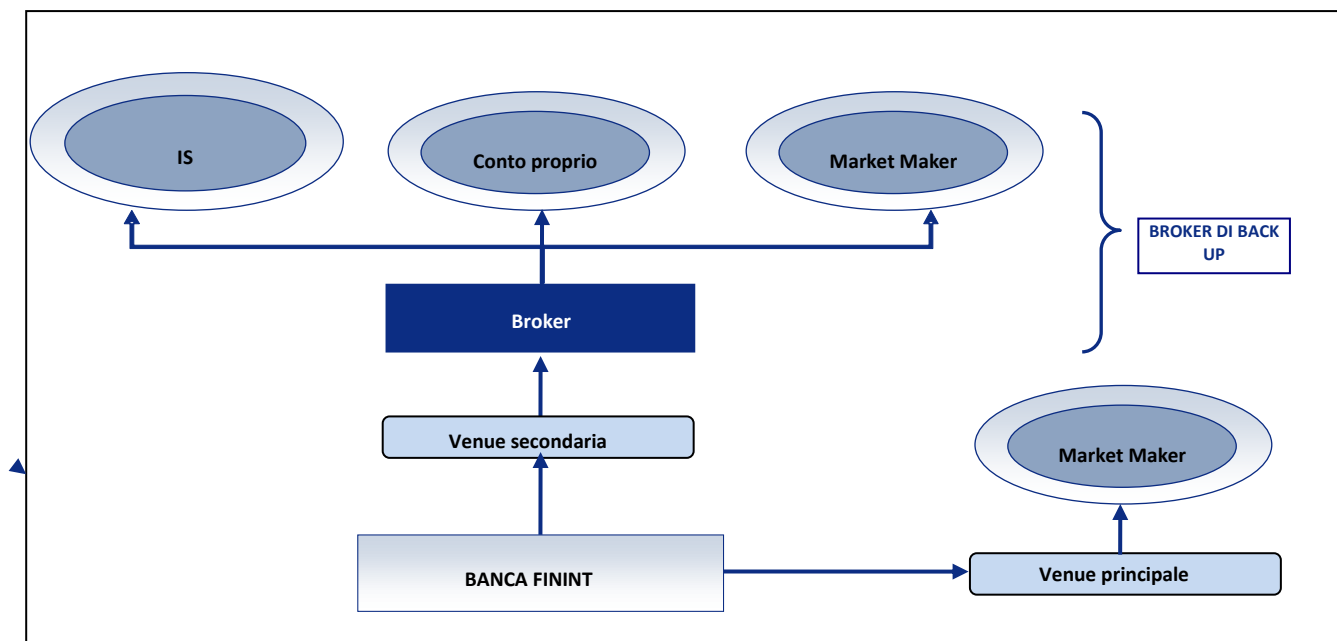 IS
Conto proprio
Market Maker
BROKER DI BACK
UP
Broker
Venue secondaria
Market Maker
BANCA FININT
Venue principale